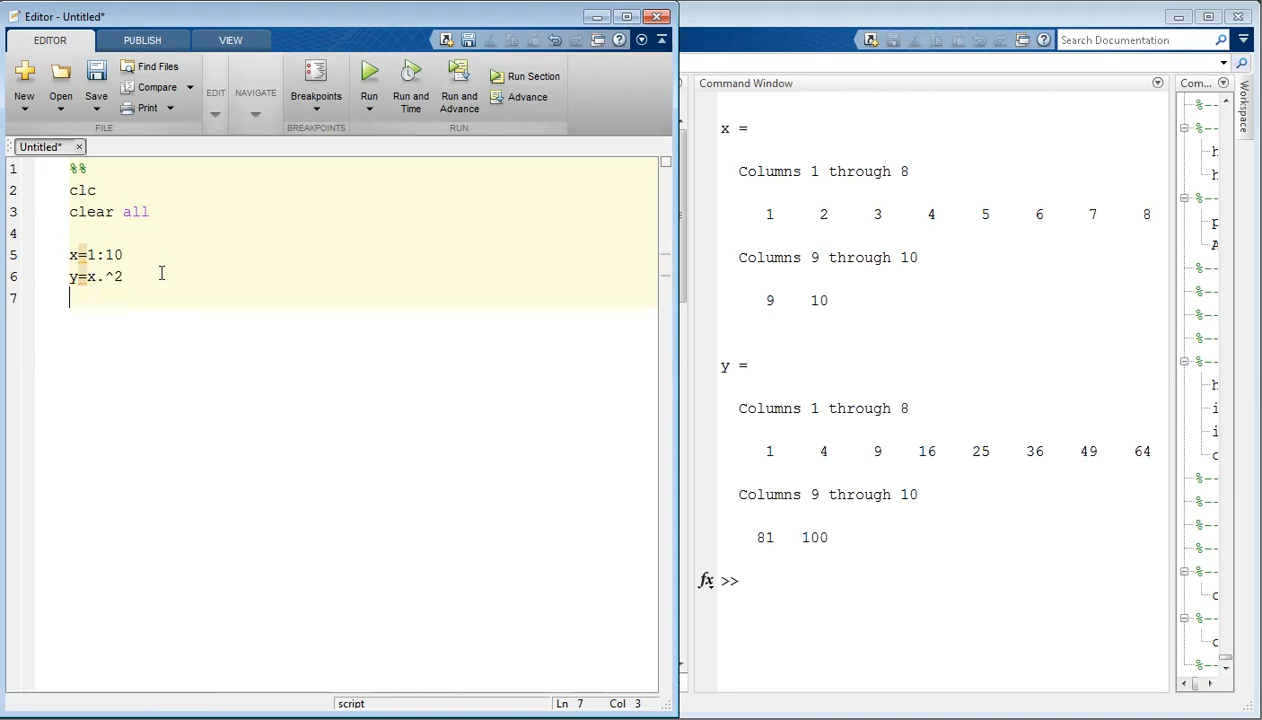 Editor - Untitled*
EDITOR PUBLISH VIEW
Search Documentation
New
Open
Save
Find Files
Compare
Print
FILE
EDIT
NAVIGATE
Breakpoints
BREAKPOINTS
Run
Run and Time
Run and Advance
Run Section
Advance
RUN
Untitled*
1 %%
2 clc
3 clear all
4
5 x=1:10
6 y=x.^2
7
script Ln 7 Col 3
Command Window
x =
Columns 1 through 8
1 2 3 4 5 6 7 8
Columns 9 through 10
9 10
y =
Columns 1 through 8
1 4 9 16 25 36 49 64
Columns 9 through 10
81 100
fx >>
Com...
%--
%--
h
h
%--
p
A
%--
%--
%--
%--
%--
%--
h
i
i
c
%--
%--
%--
%--
%--
c
%--
c
%--
Workspace